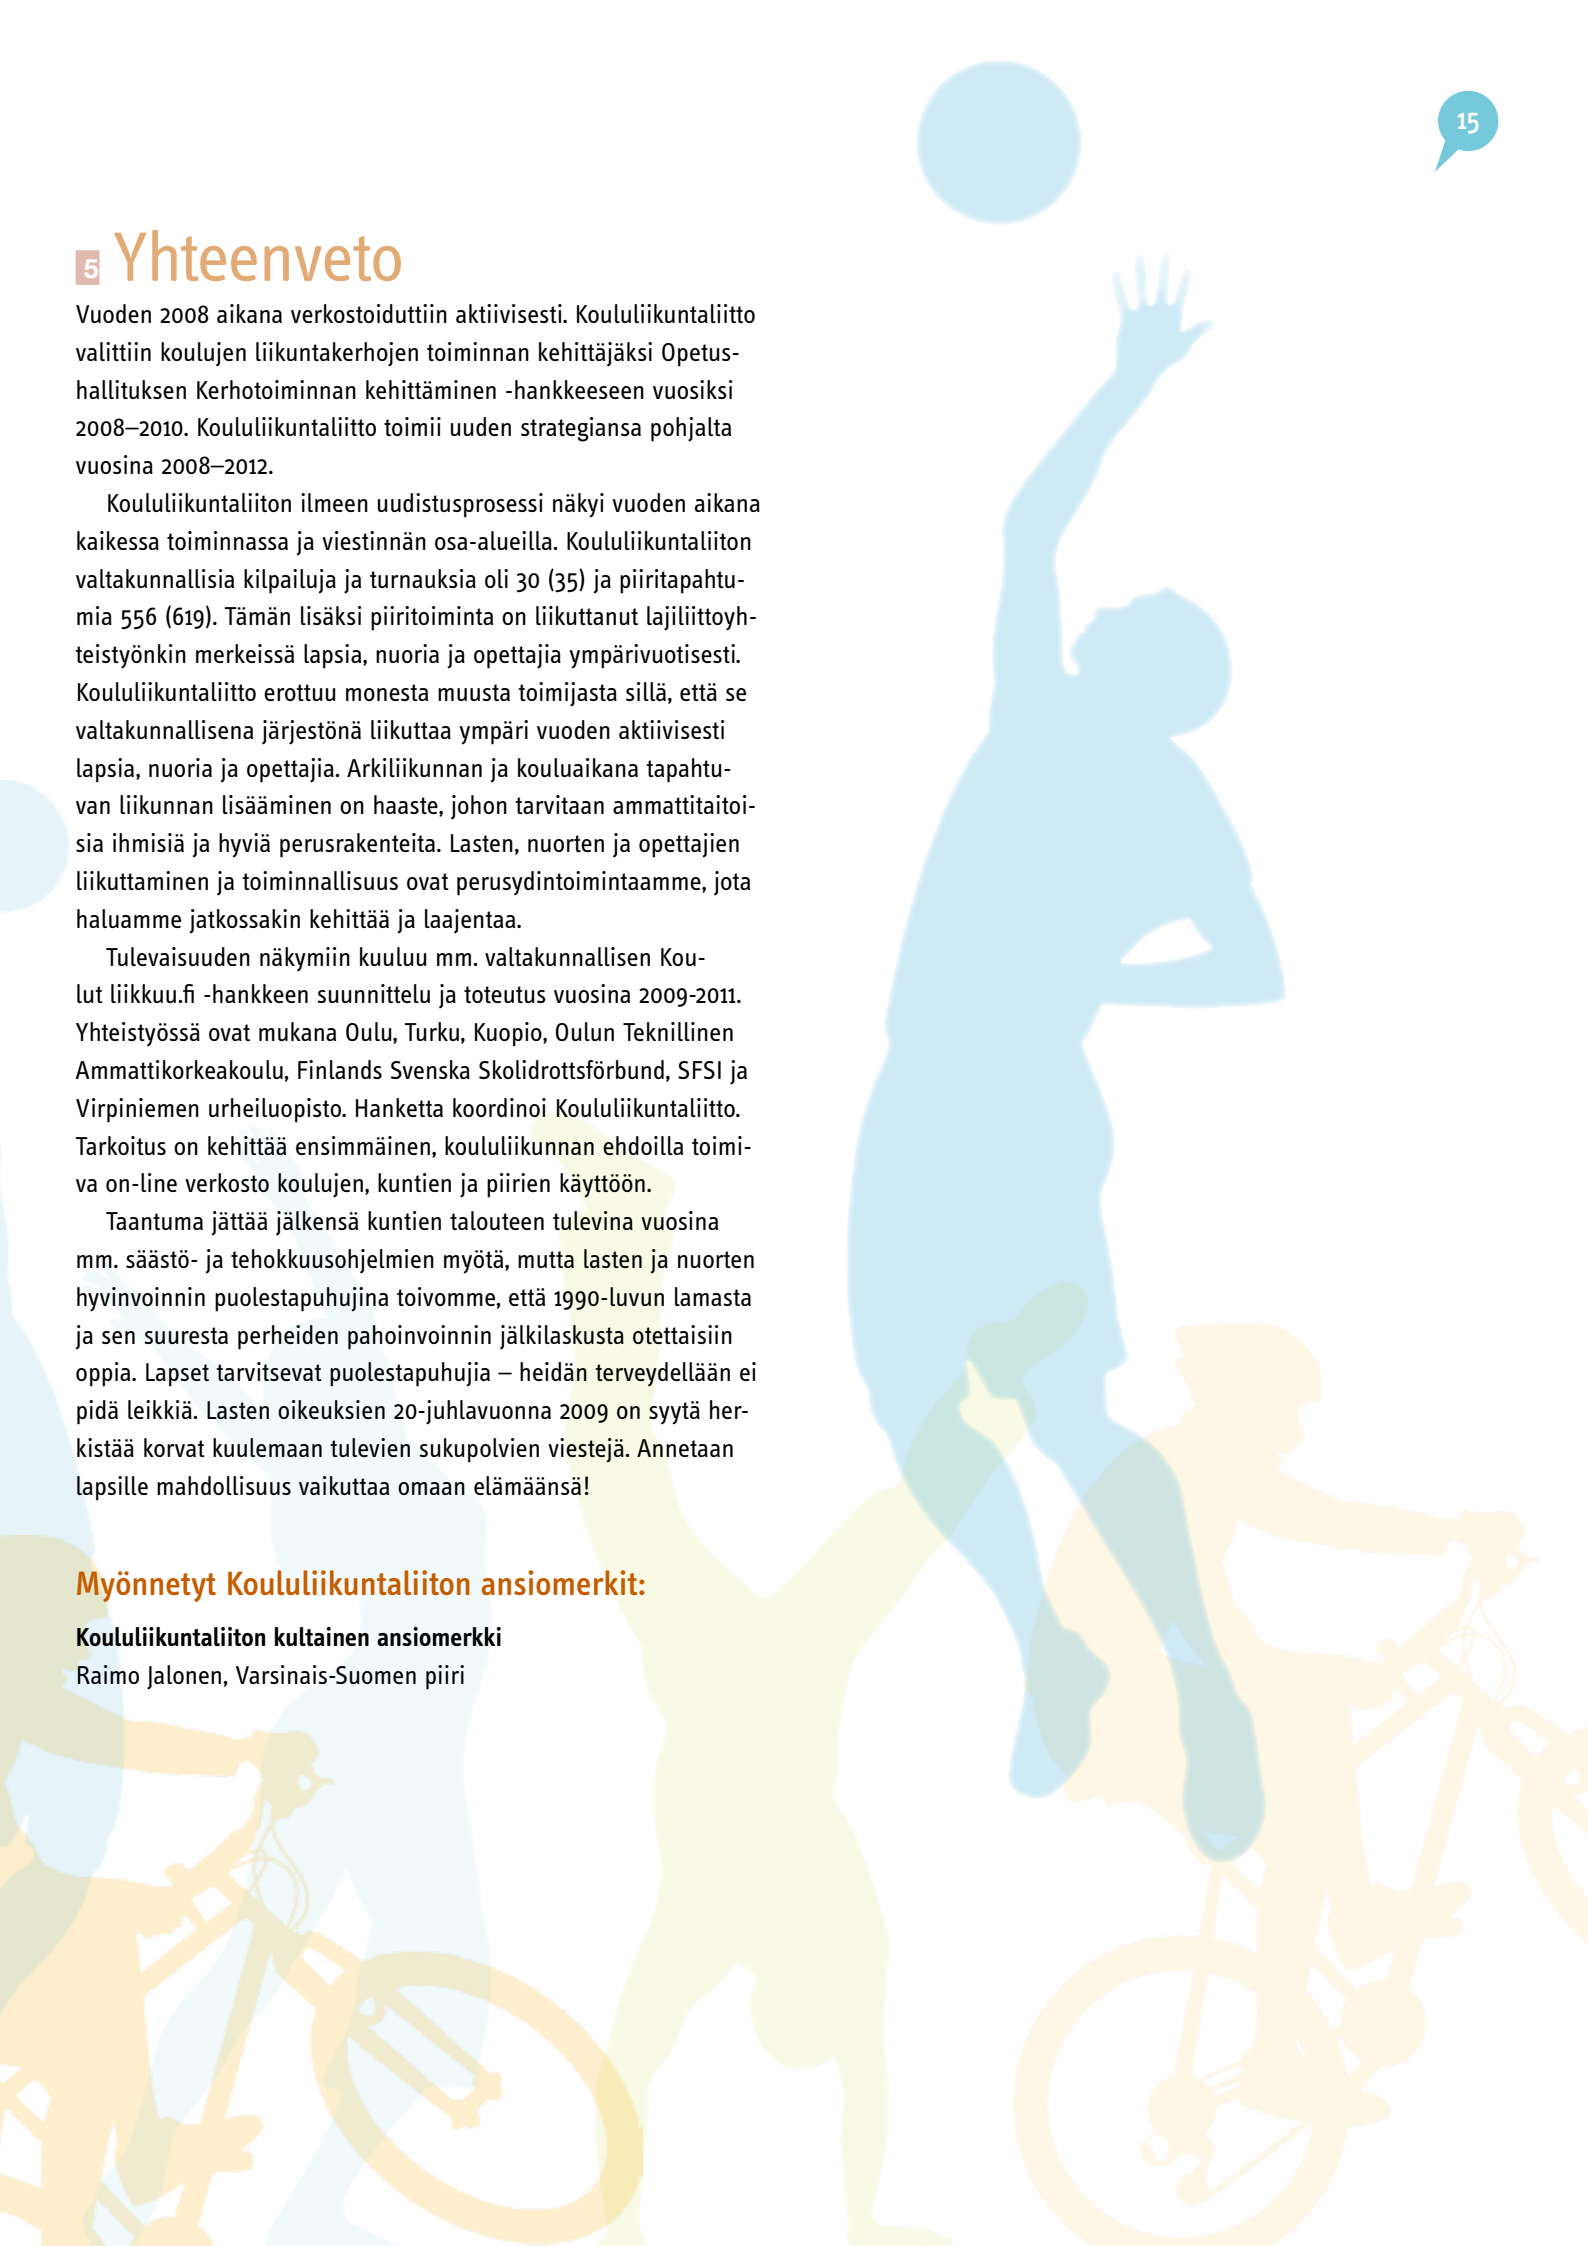 15
5 Yhteenveto
Vuoden 2008 aikana verkostoiduttiin aktiivisesti. Koululiikuntaliitto
valittiin koulujen liikuntakerhojen toiminnan kehittäjäksi Opetus-
hallituksen Kerhotoiminnan kehittäminen -hankkeeseen vuosiksi
2008–2010. Koululiikuntaliitto toimii uuden strategiansa pohjalta
vuosina 2008–2012.
Koululiikuntaliiton ilmeen uudistusprosessi näkyi vuoden aikana
kaikessa toiminnassa ja viestinnän osa-alueilla. Koululiikuntaliiton
valtakunnallisia kilpailuja ja turnauksia oli 30 (35) ja piiritapahtu-
mia 556 (619). Tämän lisäksi piiritoiminta on liikuttanut lajiliittoyh-
teistyönkin merkeissä lapsia, nuoria ja opettajia ympärivuotisesti.
Koululiikuntaliitto erottuu monesta muusta toimijasta sillä, että se
valtakunnallisena järjestönä liikuttaa ympäri vuoden aktiivisesti
lapsia, nuoria ja opettajia. Arkiliikunnan ja kouluaikana tapahtu-
van liikunnan lisääminen on haaste, johon tarvitaan ammattitaitoi-
sia ihmisiä ja hyviä perusrakenteita. Lasten, nuorten ja opettajien
liikuttaminen ja toiminnallisuus ovat perusydintoimintaamme, jota
haluamme jatkossakin kehittää ja laajentaa.
Tulevaisuuden näkymiin kuuluu mm. valtakunnallisen Kou-
lut liikkuu.fi -hankkeen suunnittelu ja toteutus vuosina 2009-2011.
Yhteistyössä ovat mukana Oulu, Turku, Kuopio, Oulun Teknillinen
Ammattikorkeakoulu, Finlands Svenska Skolidrottsförbund, SFSI ja
Virpiniemen urheiluopisto. Hanketta koordinoi Koululiikuntaliitto.
Tarkoitus on kehittää ensimmäinen, koululiikunnan ehdoilla toimi-
va on-line verkosto koulujen, kuntien ja piirien käyttöön.
Taantuma jättää jälkensä kuntien talouteen tulevina vuosina
mm. säästö- ja tehokkuusohjelmien myötä, mutta lasten ja nuorten
hyvinvoinnin puolestapuhujina toivomme, että 1990-luvun lamasta
ja sen suuresta perheiden pahoinvoinnin jälkilaskusta otettaisiin
oppia. Lapset tarvitsevat puolestapuhujia – heidän terveydellään ei
pidä leikkiä. Lasten oikeuksien 20-juhlavuonna 2009 on syytä her-
kistää korvat kuulemaan tulevien sukupolvien viestejä. Annetaan
lapsille mahdollisuus vaikuttaa omaan elämäänsä!
Myönnetyt Koululiikuntaliiton ansiomerkit:
Koululiikuntaliiton kultainen ansiomerkki
Raimo Jalonen, Varsinais-Suomen piiri